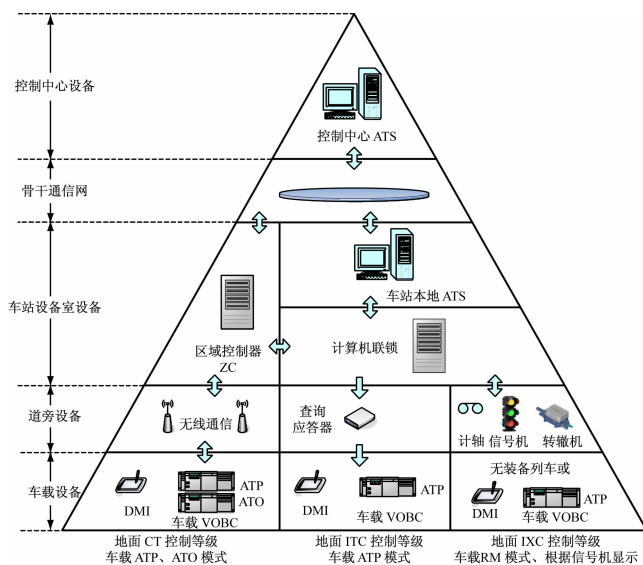 控制中心设备
控制中心 ATS
骨干通信网
车站设备室设备
车站本地 ATS
区域控制器
ZC
计算机联锁
道旁设备
无线通信
查询
应答器
计轴 信号机 转辙机
车载设备
DMI
ATP
ATO
车载 VOBC
DMI
ATP
车载 VOBC
无装备列车或
DMI
ATP
车载 VOBC
地面 CT 控制等级
车载 ATP、ATO 模式
地面 ITC 控制等级
车载 ATP 模式
地面 IXC 控制等级
车载RM 模式、根据信号机显示